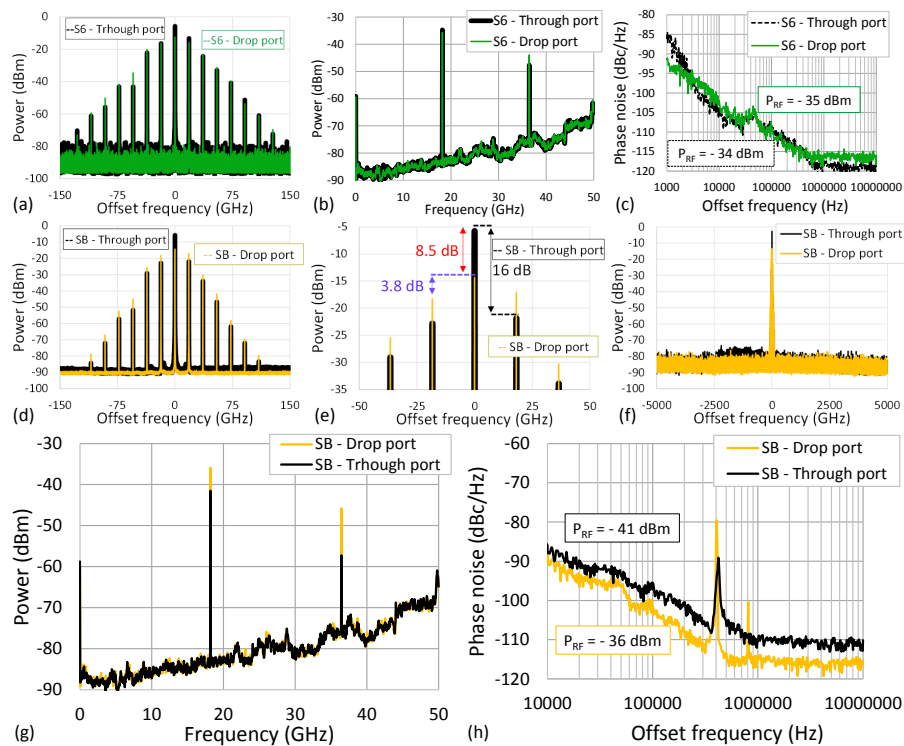 --S6 - Trhough port
--S6 - Drop port
Power (dBm)
0
-20
-40
-60
-80
-100
-150
-75
0
75
150
Offset frequency (GHz)
(a)
S6 - Through port
S6 - Drop port
Power (dBm)
-30
-40
-50
-60
-70
-80
-90
0
10
20
30
40
50
Frequency (GHz)
(b)
S6 - Through port
S6 - Drop port
Phase noise (dBc/Hz)
-80
-85
-90
-95
-100
-105
-110
-115
-120
P_RF = - 35 dBm
P_RF = - 34 dBm
1000
10000
100000
1000000
10000000
Offset frequency (Hz)
(c)
-- SB - Through port
-- SB - Drop port
Power (dBm)
0
-10
-20
-30
-40
-50
-60
-70
-80
-90
-100
-150
-75
0
75
150
Offset frequency (GHz)
(d)
-- SB - Through port
8.5 dB
16 dB
3.8 dB
-- SB - Drop port
Power (dBm)
-5
-10
-15
-20
-25
-30
-35
-50
-25
0
25
50
Offset frequency (GHz)
(e)
SB - Through port
SB - Drop port
Power (dBm)
0
-10
-20
-30
-40
-50
-60
-70
-80
-90
-100
-5000
-2500
0
2500
5000
Offset frequency (GHz)
(f)
SB - Drop port
SB - Trhough port
Power (dBm)
-30
-40
-50
-60
-70
-80
-90
0
10
20
30
40
50
Frequency (GHz)
(g)
SB - Drop port
SB - Through port
Phase noise (dBc/Hz)
-60
-70
-80
-90
-100
-110
-120
P_RF = - 41 dBm
P_RF = - 36 dBm
10000
100000
1000000
10000000
Offset frequency (Hz)
(h)